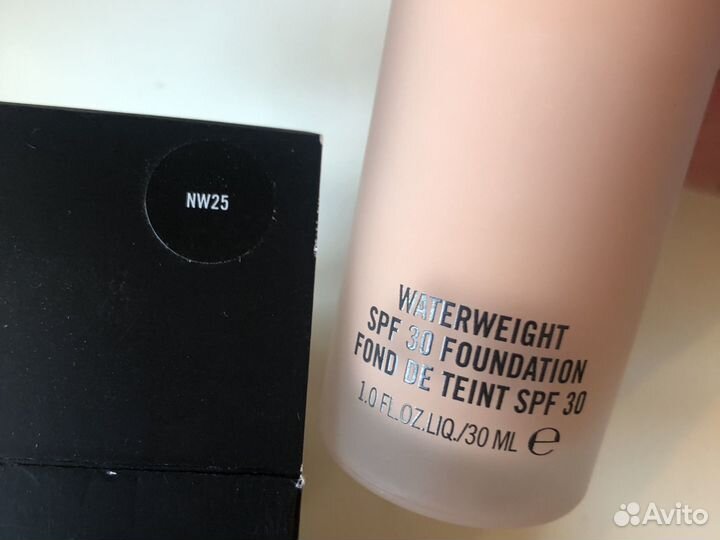 NW25
WATERWEIGHT
SPF 30 FOUNDATION
FOND DE TEINT SPF 30
1.0 FL.OZ.LIQ./30 ML ℮
Avito